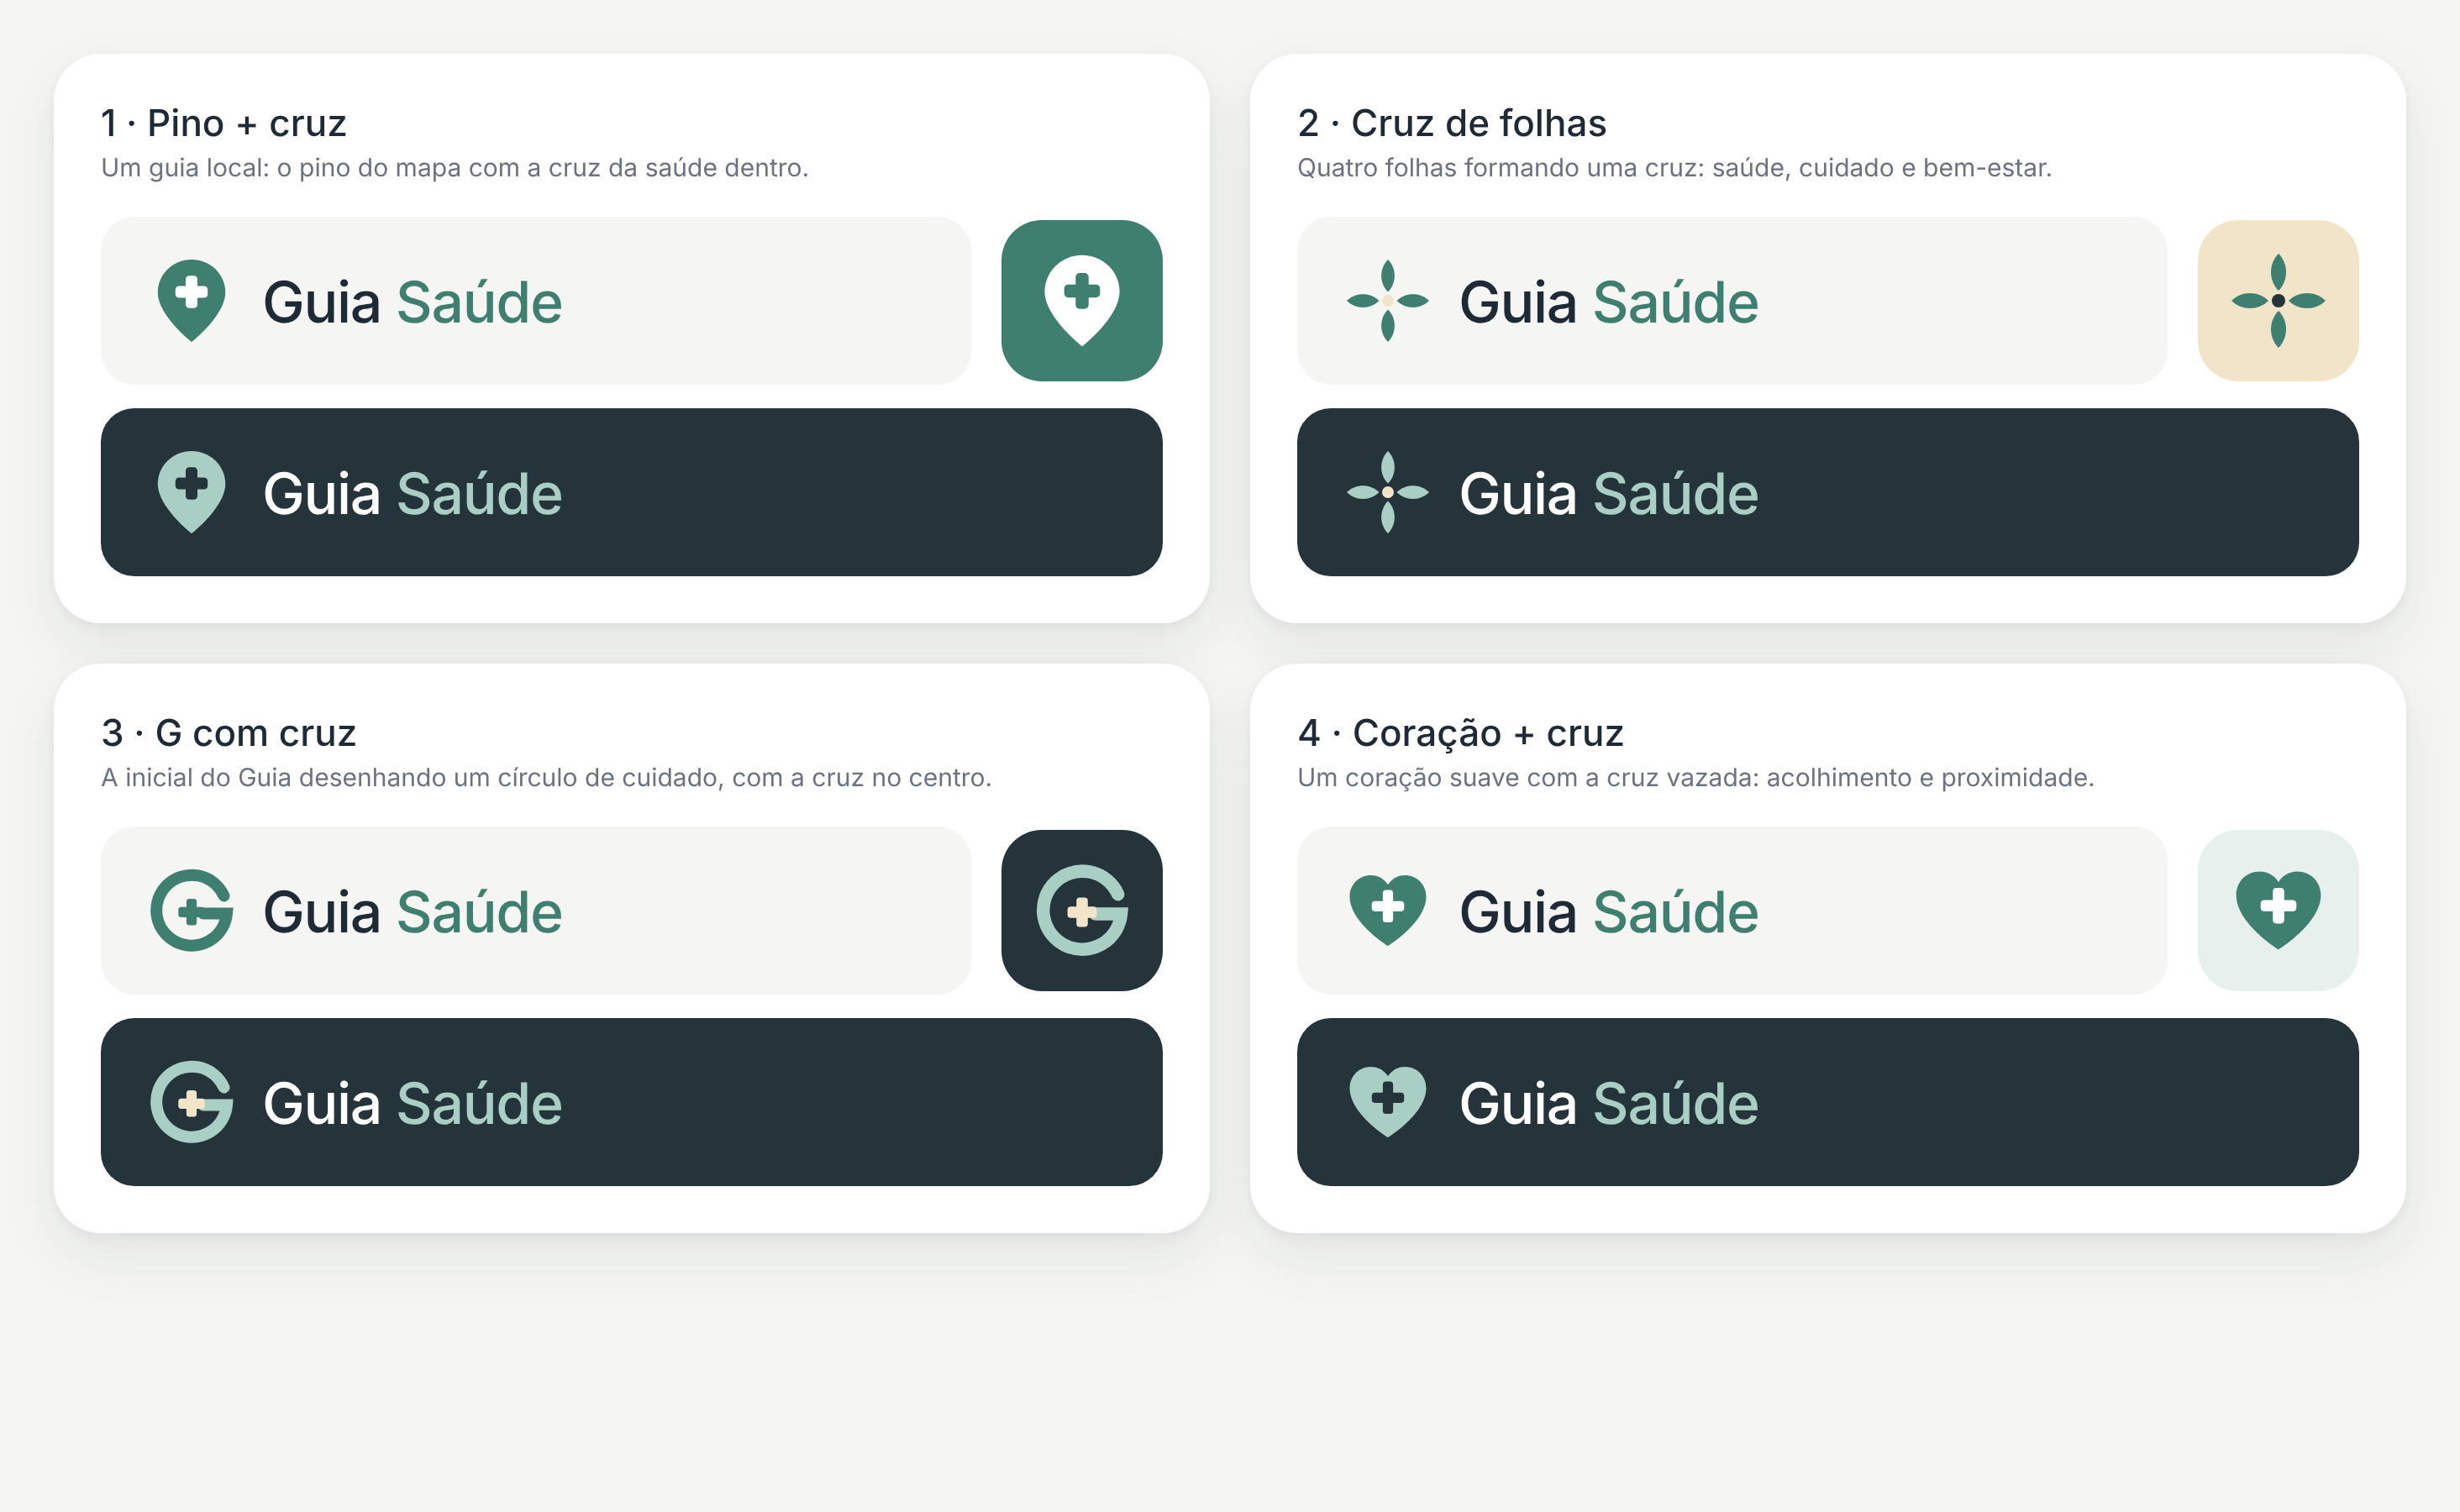 1 · Pino + cruz
Um guia local: o pino do mapa com a cruz da saúde dentro.
Guia Saúde
Guia Saúde
2 · Cruz de folhas
Quatro folhas formando uma cruz: saúde, cuidado e bem-estar.
Guia Saúde
Guia Saúde
3 · G com cruz
A inicial do Guia desenhando um círculo de cuidado, com a cruz no centro.
Guia Saúde
Guia Saúde
4 · Coração + cruz
Um coração suave com a cruz vazada: acolhimento e proximidade.
Guia Saúde
Guia Saúde